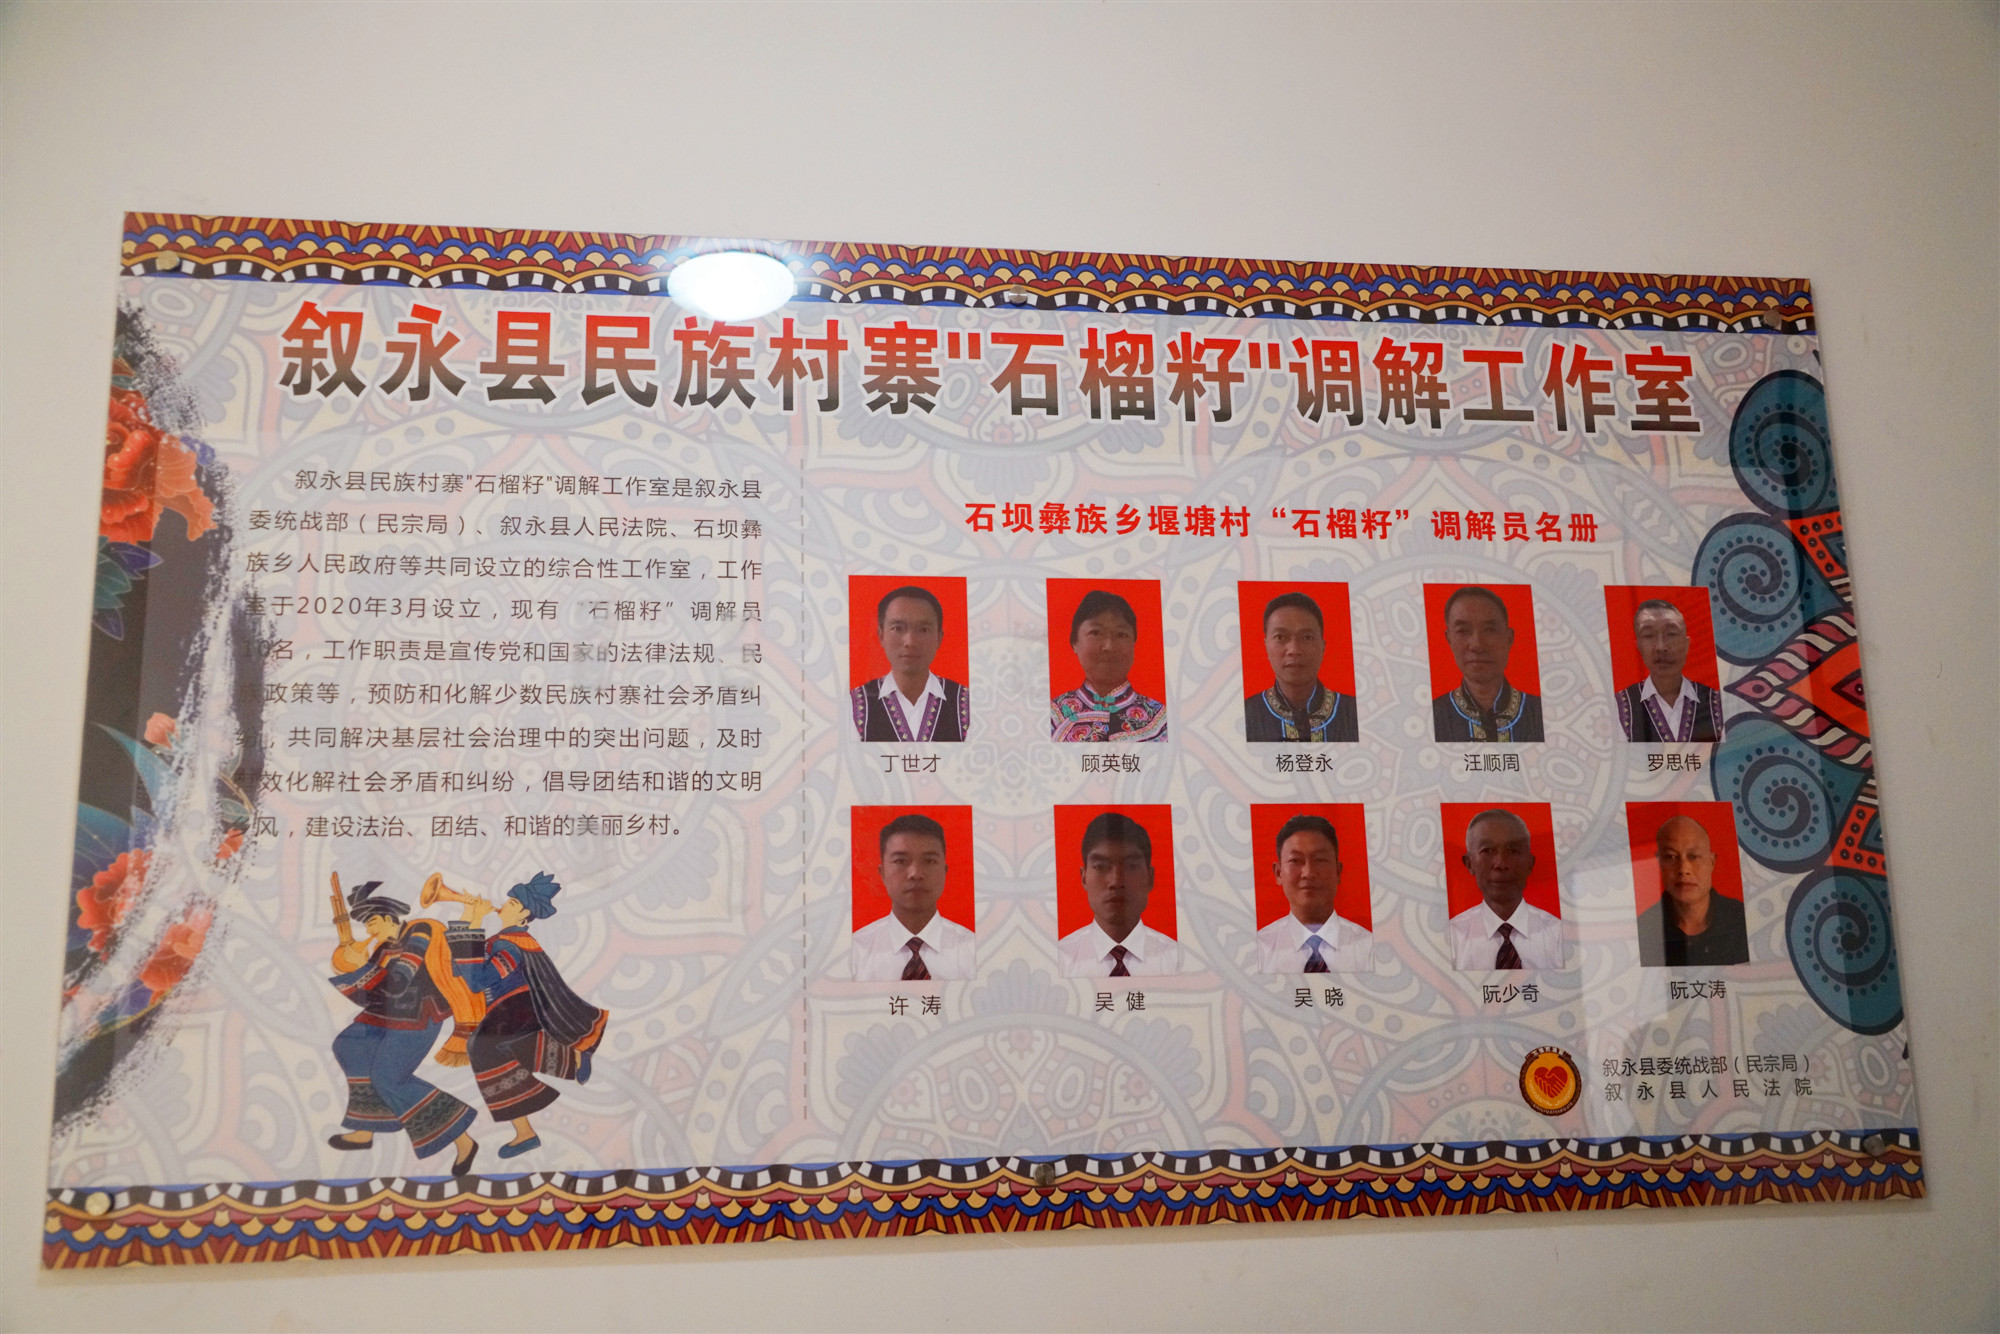 叙永县民族村寨"石榴籽"调解工作室
叙永县民族村寨"石榴籽"调解工作室是叙永县
委统战部（民宗局）、叙永县人民法院、石坝彝
族乡人民政府等共同设立的综合性工作室，工作
室于2020年3月设立，现有“石榴籽”调解员
10名，工作职责是宣传党和国家的法律法规、民
族政策等，预防和化解少数民族村寨社会矛盾纠
纷，共同解决基层社会治理中的突出问题，及时
效化解社会矛盾和纠纷，倡导团结和谐的文明
乡风，建设法治、团结、和谐的美丽乡村。
石坝彝族乡堰塘村“石榴籽”调解员名册
丁世才 顾英敏 杨登永 汪顺周 罗思伟
许涛 吴健 吴晓 阮少奇 阮文涛
叙永县委统战部（民宗局）
叙永县人民法院